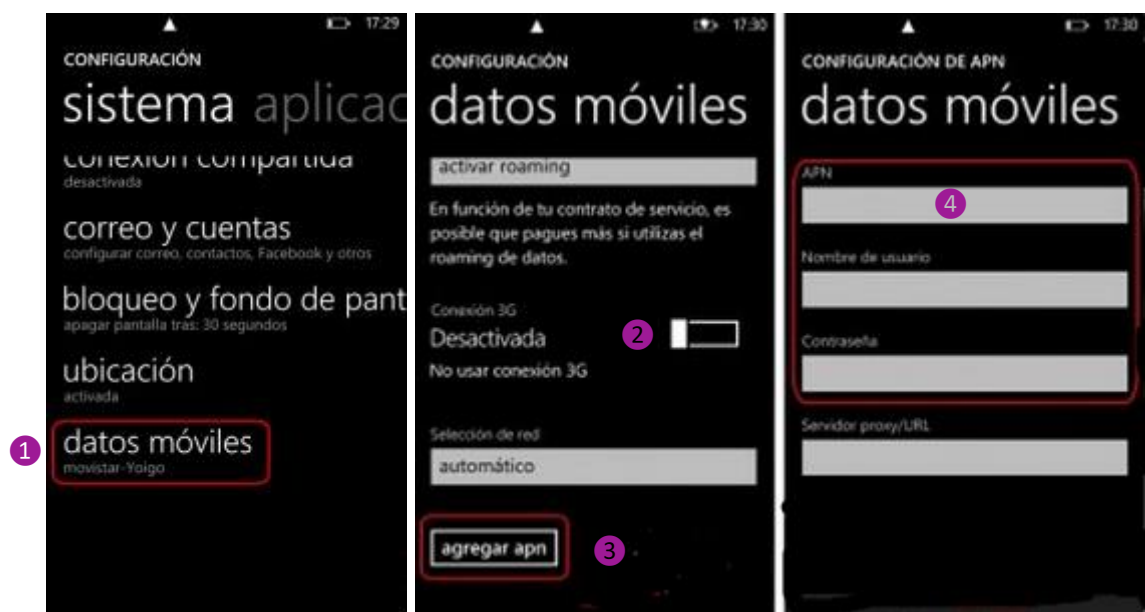 17:29
CONFIGURACIÓN
sistema aplicac
conexión compartida
desactivada
correo y cuentas
configurar correo, contactos, Facebook y otros
bloqueo y fondo de pant
apagar pantalla tras: 30 segundos
ubicación
activada
1
datos móviles
movistar-Yoigo
17:30
CONFIGURACIÓN
datos móviles
activar roaming
En función de tu contrato de servicio, es
posible que pagues más si utilizas el
roaming de datos.
Conexión 3G
Desactivada
2
No usar conexión 3G
Selección de red
automático
agregar apn
3
17:30
CONFIGURACIÓN DE APN
datos móviles
APN
4
Nombre de usuario
Contraseña
Servidor proxy/URL